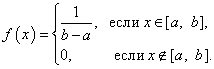 f(x) = { 1/(b−a), если x∈[a, b],
0, если x∉[a, b].